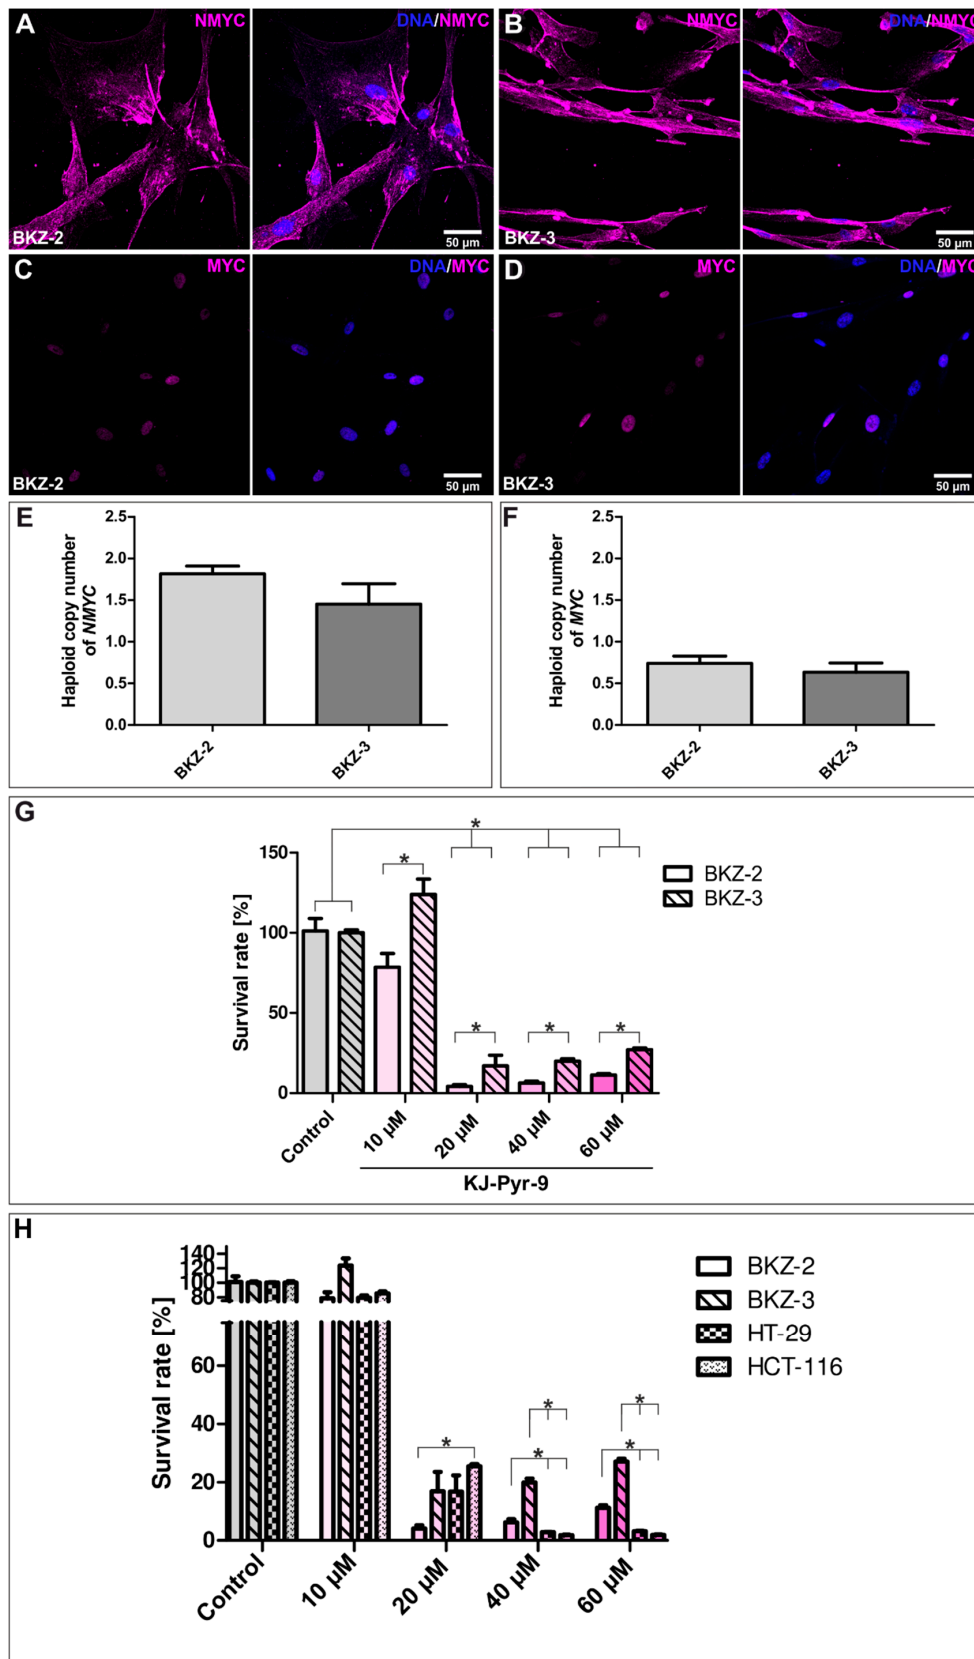 A
NMYC
DNA/NMYC
BKZ-2
50 µm
B
NMYC
DNA/NMYC
BKZ-3
50 µm
C
MYC
DNA/MYC
BKZ-2
50 µm
D
MYC
DNA/MYC
BKZ-3
50 µm
E
Haploid copy number
of NMYC
2.5
2.0
1.5
1.0
0.5
0.0
BKZ-2
BKZ-3
F
Haploid copy number
of MYC
2.5
2.0
1.5
1.0
0.5
0.0
BKZ-2
BKZ-3
G
Survival rate [%]
150
100
50
0
*
*
*
*
*
BKZ-2
BKZ-3
Control
10 µM
20 µM
40 µM
60 µM
KJ-Pyr-9
H
Survival rate [%]
140
120
100
80
60
40
20
0
*
*
*
*
*
BKZ-2
BKZ-3
HT-29
HCT-116
Control
10 µM
20 µM
40 µM
60 µM